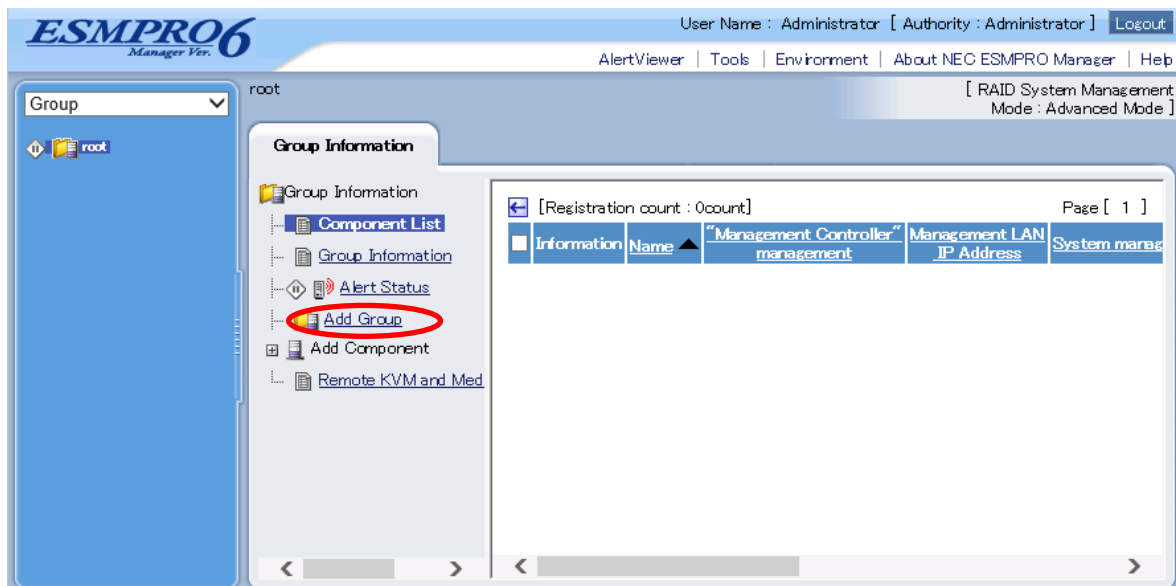 ESMPRO6
Manager Ver.
User Name : Administrator [ Authority : Administrator ] Logout
AlertViewer | Tools | Environment | About NEC ESMPRO Manager | Help
Group
root
root
[ RAID System Management
Mode : Advanced Mode ]
Group Information
Group Information
Component List
Group Information
Alert Status
Add Group
Add Component
Remote KVM and Med
[Registration count : 0count]
Page [ 1 ]
Information
Name
"Management Controller"
management
Management LAN
IP Address
System manag